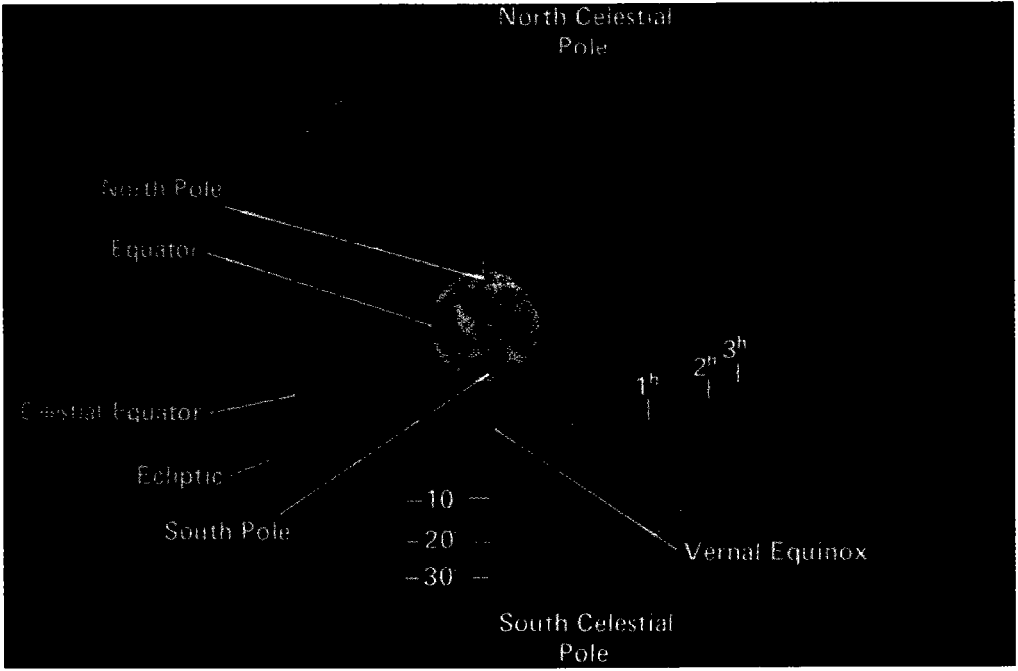 North Celestial
Pole
North Pole
Equator
3h
2h
1h
Celestial Equator
Ecliptic
−10
South Pole
−20
Vernal Equinox
−30
South Celestial
Pole